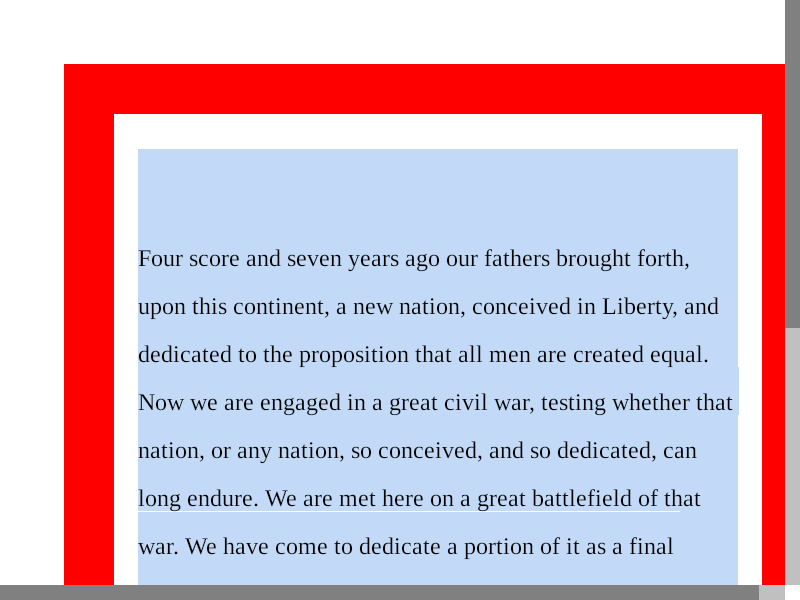 Four score and seven years ago our fathers brought forth,
upon this continent, a new nation, conceived in Liberty, and
dedicated to the proposition that all men are created equal.
Now we are engaged in a great civil war, testing whether that
nation, or any nation, so conceived, and so dedicated, can
long endure. We are met here on a great battlefield of that
war. We have come to dedicate a portion of it as a final